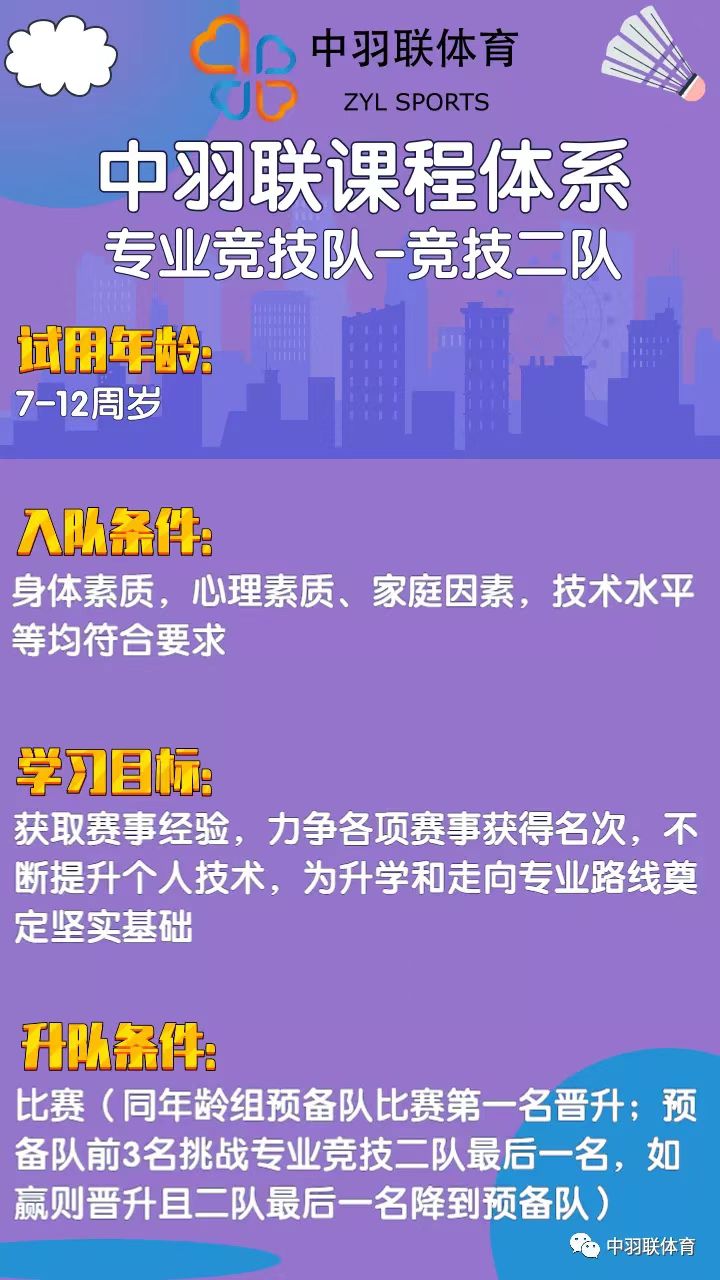 中羽联体育
ZYL SPORTS
中羽联课程体系
专业竞技队-竞技二队
试用年龄:
7-12周岁
入队条件:
身体素质，心理素质、家庭因素，技术水平
等均符合要求
学习目标:
获取赛事经验，力争各项赛事获得名次，不
断提升个人技术，为升学和走向专业路线奠
定坚实基础
升队条件:
比赛（同年龄组预备队比赛第一名晋升；预
备队前3名挑战专业竞技二队最后一名，如
赢则晋升且二队最后一名降到预备队）
中羽联体育